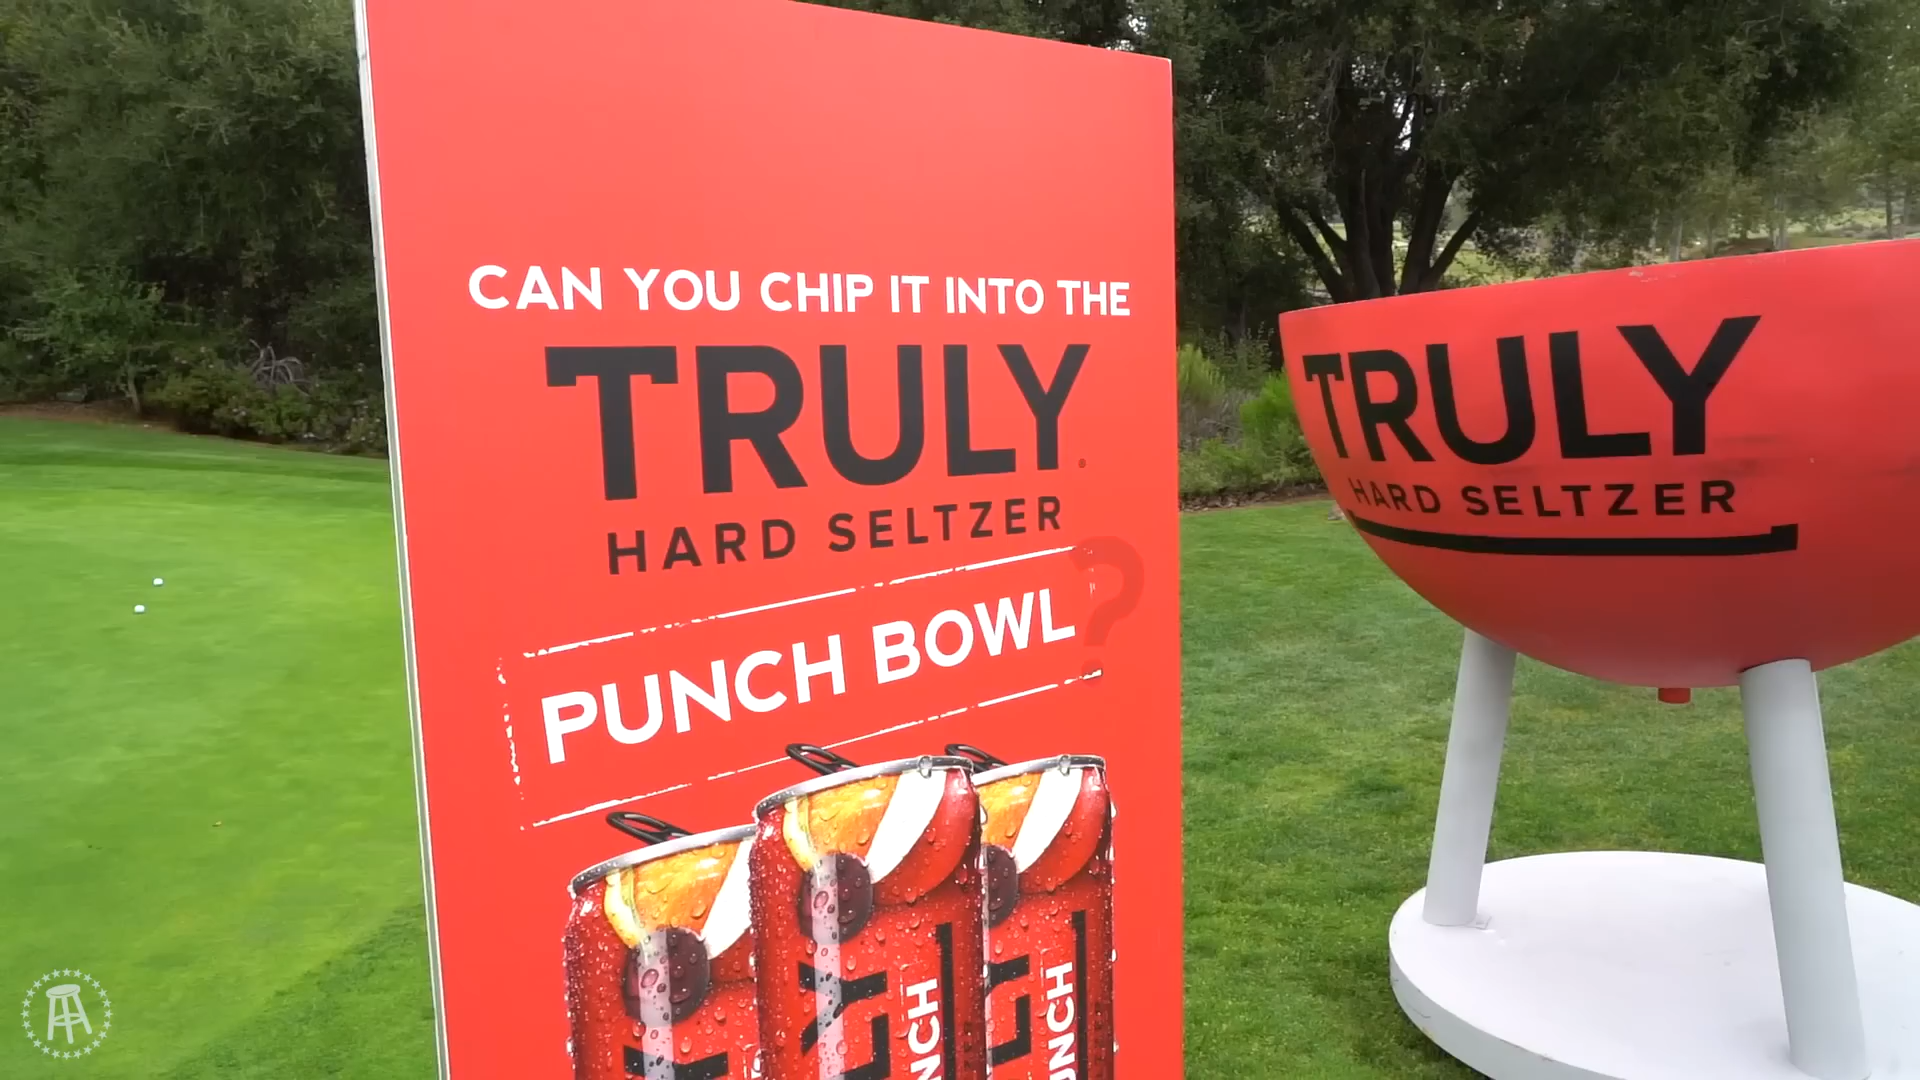 CAN YOU CHIP IT INTO THE
TRULY
HARD SELTZER
PUNCH BOWL?
TRULY
HARD SELTZER